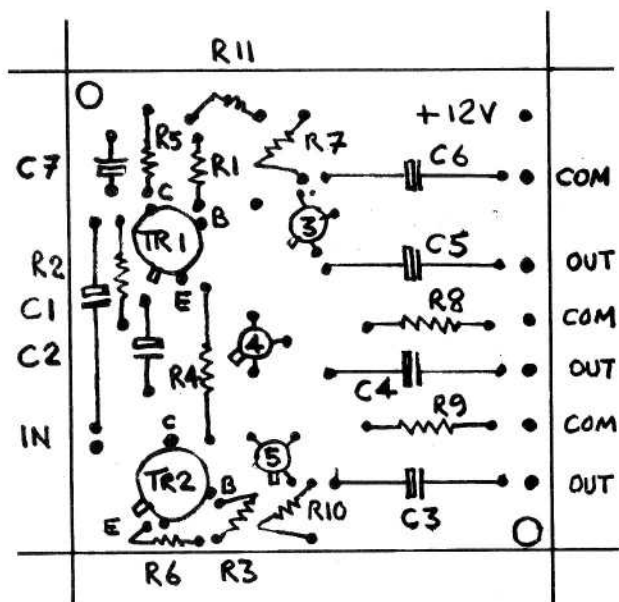 R11
+12V
C7
R5
R1
R7
C6
COM
C
B
3
TR1
C5
R2
OUT
E
C1
R8
COM
C2
4
R4
C4
OUT
R9
IN
C
COM
5
TR2
B
OUT
R10
C3
E
R6
R3